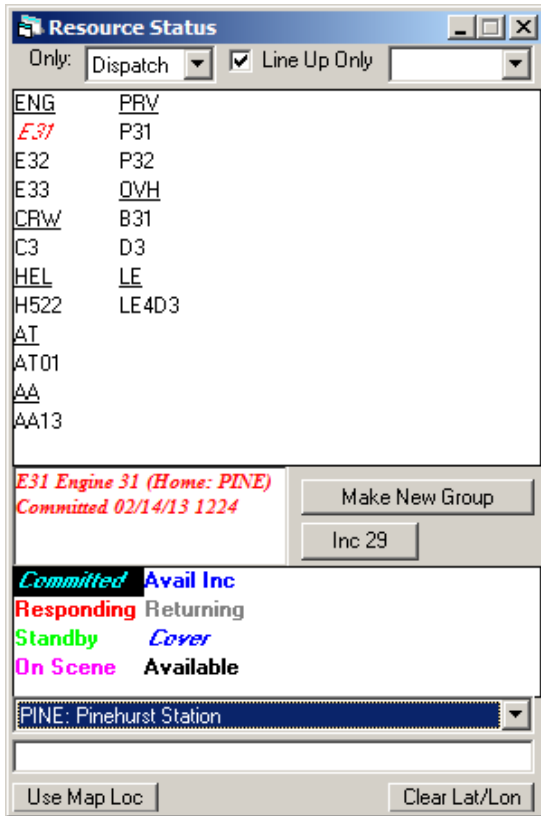 Resource Status
Only: Dispatch Line Up Only
ENG PRV
E31 P31
E32 P32
E33 OVH
CRW B31
C3 D3
HEL LE
H522 LE4D3
AT
AT01
AA
AA13
E31 Engine 31 (Home: PINE)
Committed 02/14/13 1224
Make New Group
Inc 29
Committed Avail Inc
Responding Returning
Standby Cover
On Scene Available
PINE: Pinehurst Station
Use Map Loc Clear Lat/Lon